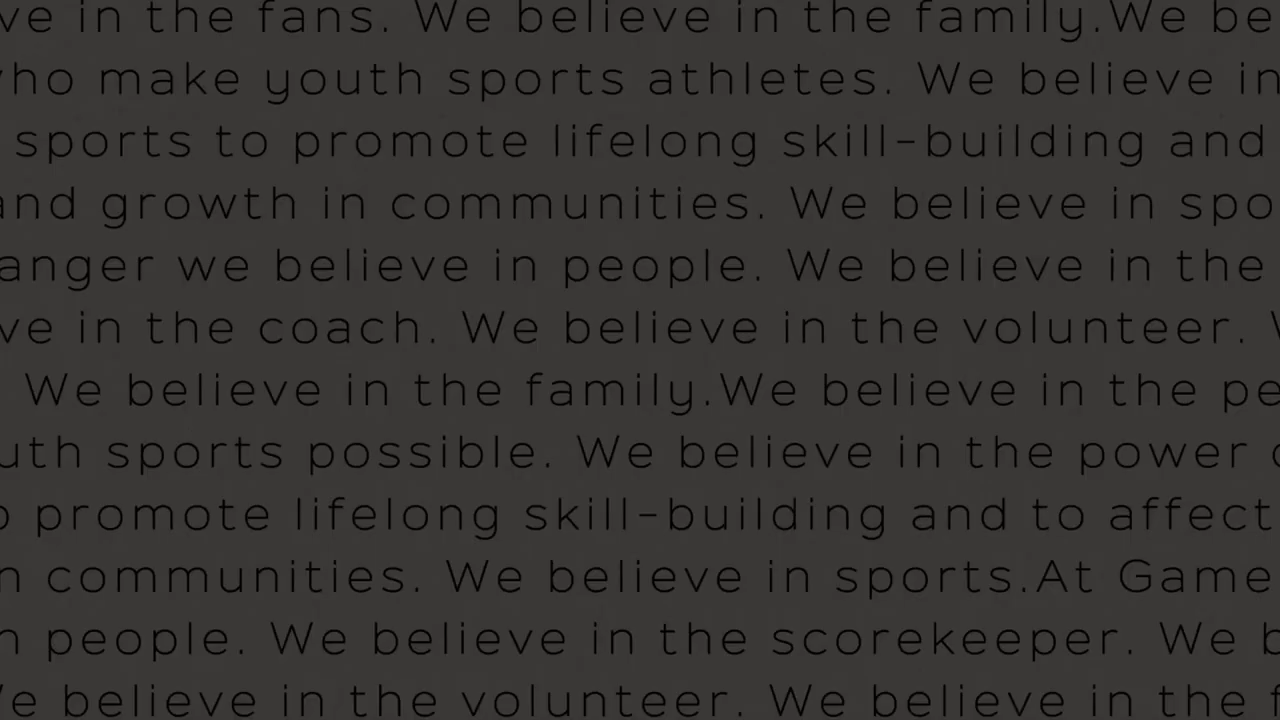 ve in the fans. We believe in the family.We be
who make youth sports athletes. We believe in
sports to promote lifelong skill-building and
and growth in communities. We believe in spo
anger we believe in people. We believe in the
ve in the coach. We believe in the volunteer. W
We believe in the family.We believe in the pe
uth sports possible. We believe in the power o
o promote lifelong skill-building and to affect
n communities. We believe in sports.At Game
n people. We believe in the scorekeeper. We b
We believe in the volunteer. We believe in the f